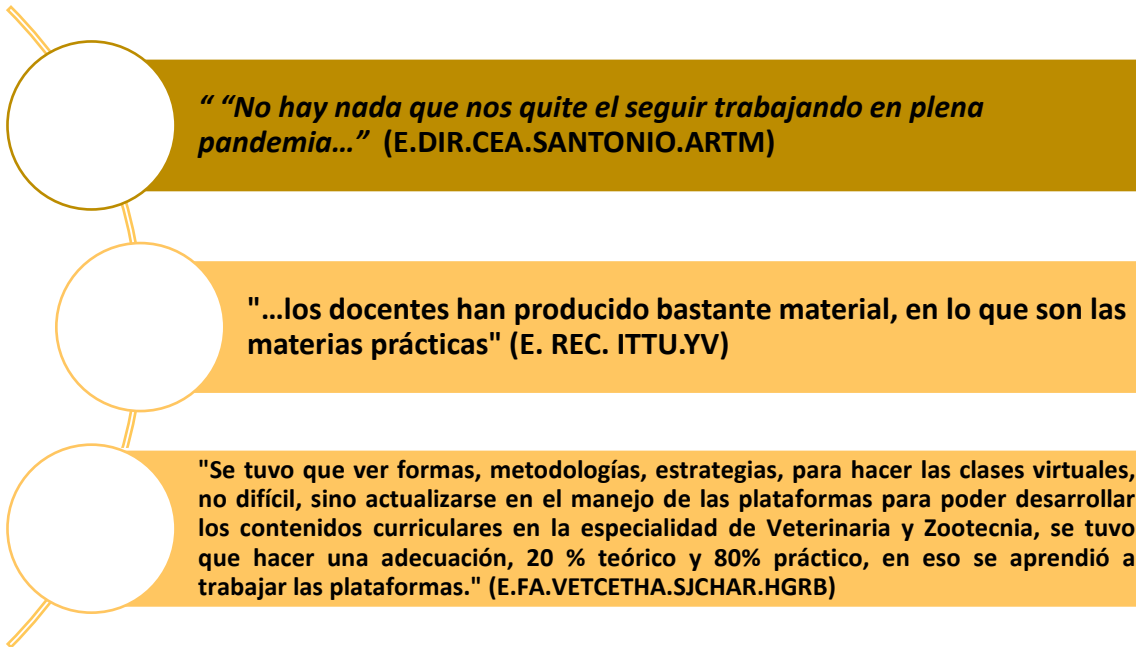 “ “No hay nada que nos quite el seguir trabajando en plena
pandemia…” (E.DIR.CEA.SANTONIO.ARTM)
"…los docentes han producido bastante material, en lo que son las
materias prácticas" (E. REC. ITTU.YV)
"Se tuvo que ver formas, metodologías, estrategias, para hacer las clases virtuales,
no difícil, sino actualizarse en el manejo de las plataformas para poder desarrollar
los contenidos curriculares en la especialidad de Veterinaria y Zootecnia, se tuvo
que hacer una adecuación, 20 % teórico y 80% práctico, en eso se aprendió a
trabajar las plataformas." (E.FA.VETCETHA.SJCHAR.HGRB)